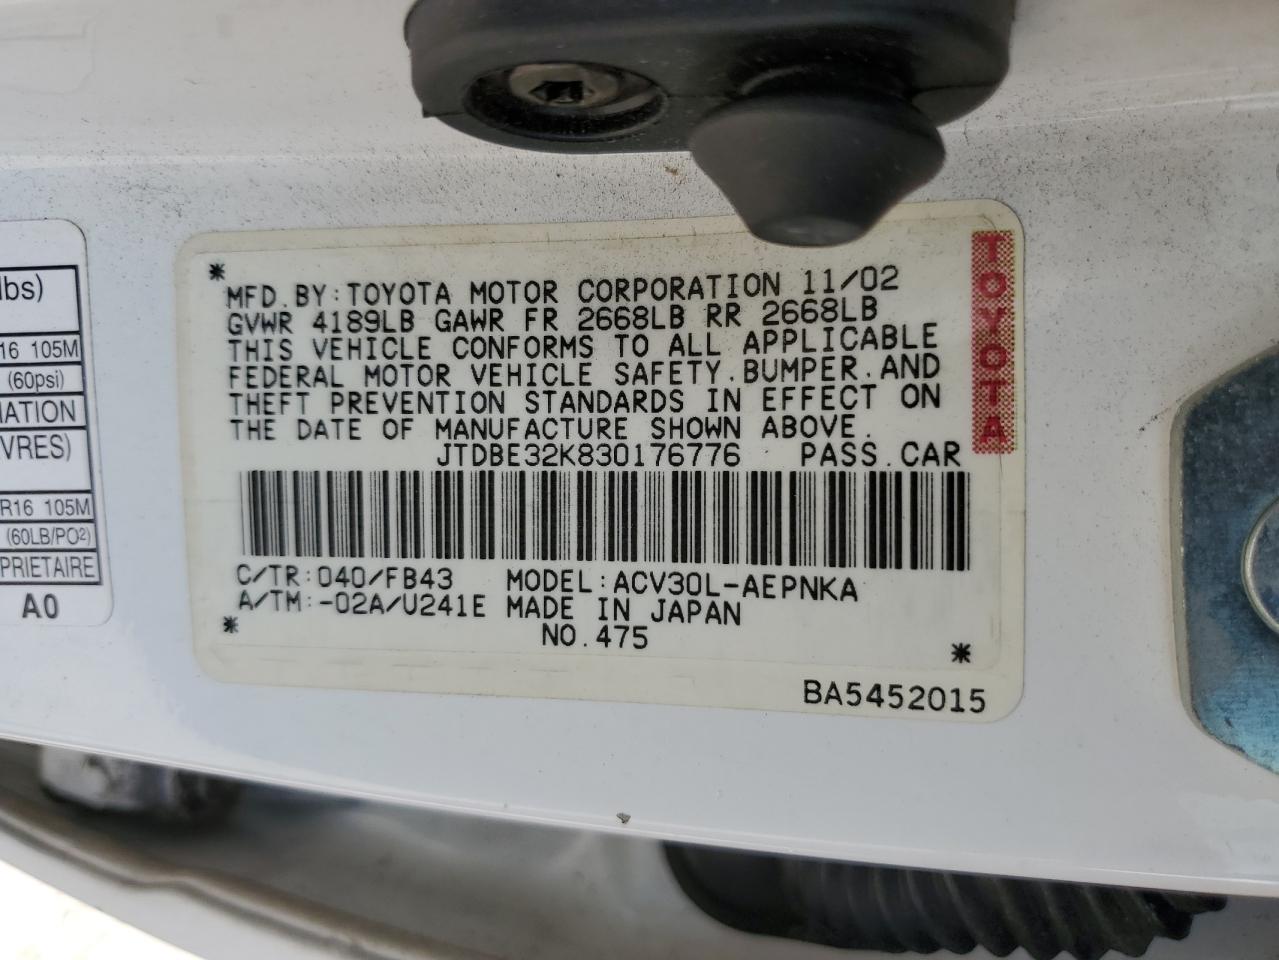 lbs)
16 105M
(60psi)
MATION
VRES)
R16 105M
(60LB/PO²)
PRIETAIRE
A0
*
MFD.BY:TOYOTA MOTOR CORPORATION 11/02
GVWR 4189LB GAWR FR 2668LB RR 2668LB
THIS VEHICLE CONFORMS TO ALL APPLICABLE
FEDERAL MOTOR VEHICLE SAFETY.BUMPER.AND
THEFT PREVENTION STANDARDS IN EFFECT ON
THE DATE OF MANUFACTURE SHOWN ABOVE.
JTDBE32K830176776 PASS.CAR
C/TR:040/FB43 MODEL:ACV30L-AEPNKA
A/TM:-02A/U241E MADE IN JAPAN
* NO.475
*
BA5452015
TOYOTA